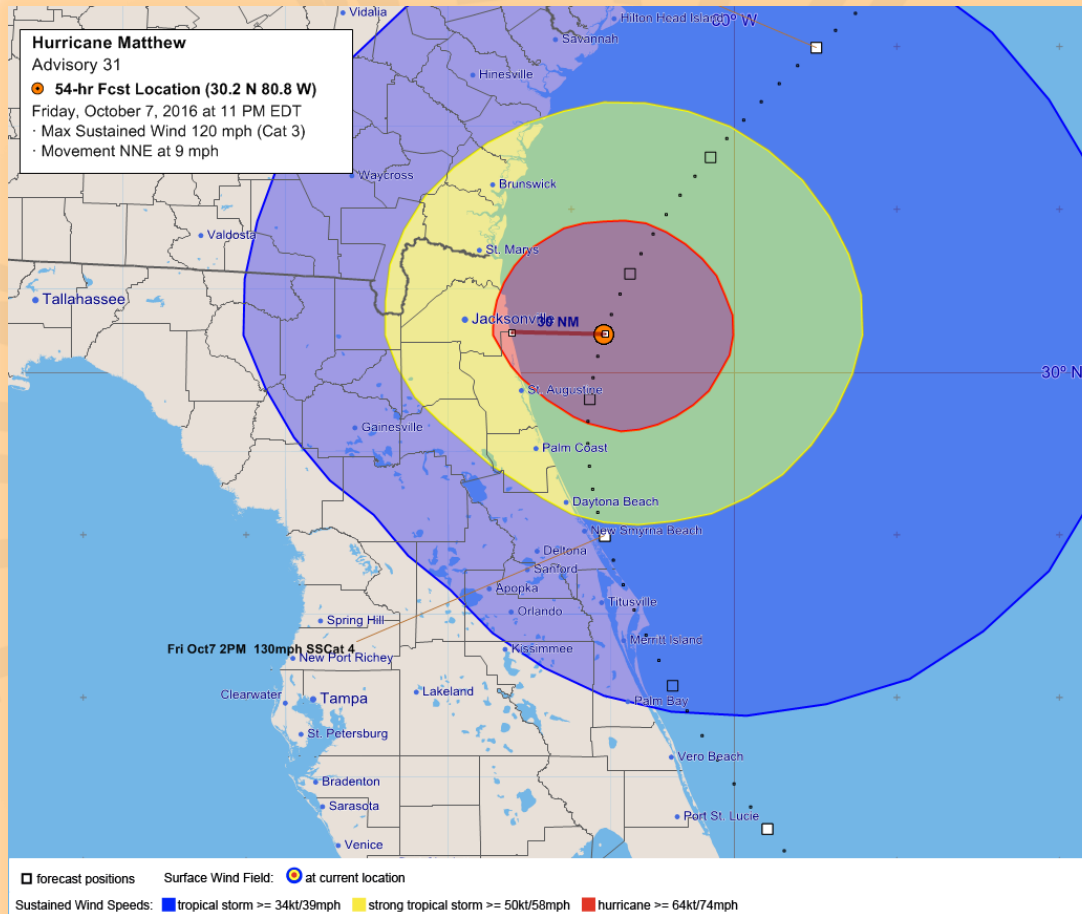 Hurricane Matthew
Advisory 31
54-hr Fcst Location (30.2 N 80.8 W)
Friday, October 7, 2016 at 11 PM EDT
· Max Sustained Wind 120 mph (Cat 3)
· Movement NNE at 9 mph
Vidalia
Hilton Head Island
80° W
Savannah
Hinesville
Waycross
Brunswick
Valdosta
St. Marys
Tallahassee
Jacksonville
30 NM
30° N
St. Augustine
Gainesville
Palm Coast
Daytona Beach
New Smyrna Beach
Deltona
Sanford
Apopka
Titusville
Orlando
Spring Hill
Merritt Island
Fri Oct7 2PM 130mph SSCat 4
Kissimmee
New Port Richey
Clearwater
Tampa
Lakeland
Palm Bay
St. Petersburg
Vero Beach
Bradenton
Sarasota
Port St. Lucie
Venice
forecast positions Surface Wind Field: at current location
Sustained Wind Speeds: tropical storm >= 34kt/39mph strong tropical storm >= 50kt/58mph hurricane >= 64kt/74mph